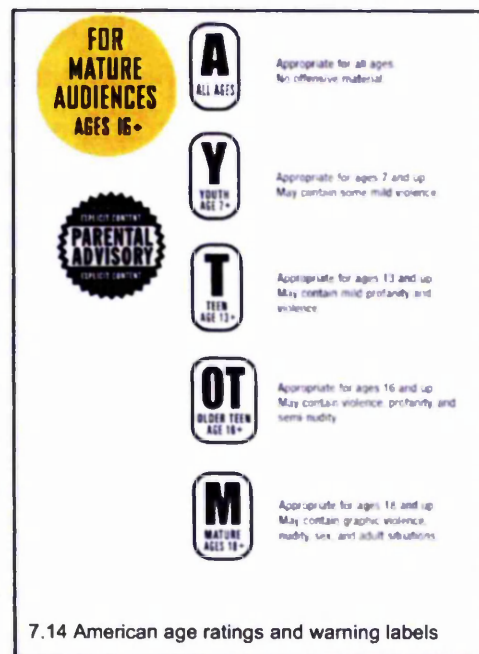 FOR
MATURE
AUDIENCES
AGES 16+
EXPLICIT CONTENT
PARENTAL
ADVISORY
EXPLICIT CONTENT
A
ALL AGES
Appropriate for all ages
No offensive material
Y
YOUTH
AGE 7+
Appropriate for ages 7 and up
May contain some mild violence
T
TEEN
AGE 13+
Appropriate for ages 13 and up
May contain mild profanity and
violence
OT
OLDER TEEN
AGE 16+
Appropriate for ages 16 and up
May contain violence, profanity and
semi-nudity
M
MATURE
AGES 18+
Appropriate for ages 18 and up
May contain graphic violence,
nudity, sex, and adult situations
7.14 American age ratings and warning labels